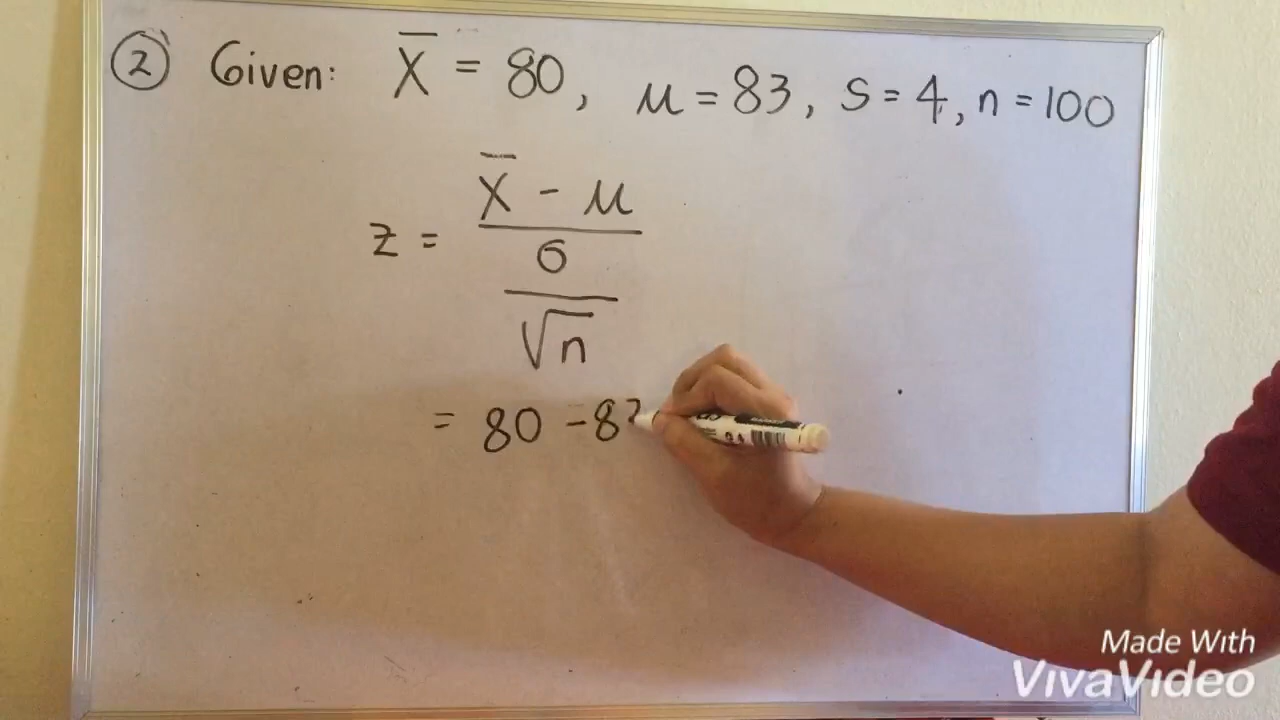 ② Given: X̄ = 80, μ = 83, S = 4, n = 100
z = (X̄ - μ) / (σ / √n)
= 80 - 8
Made With
VivaVideo